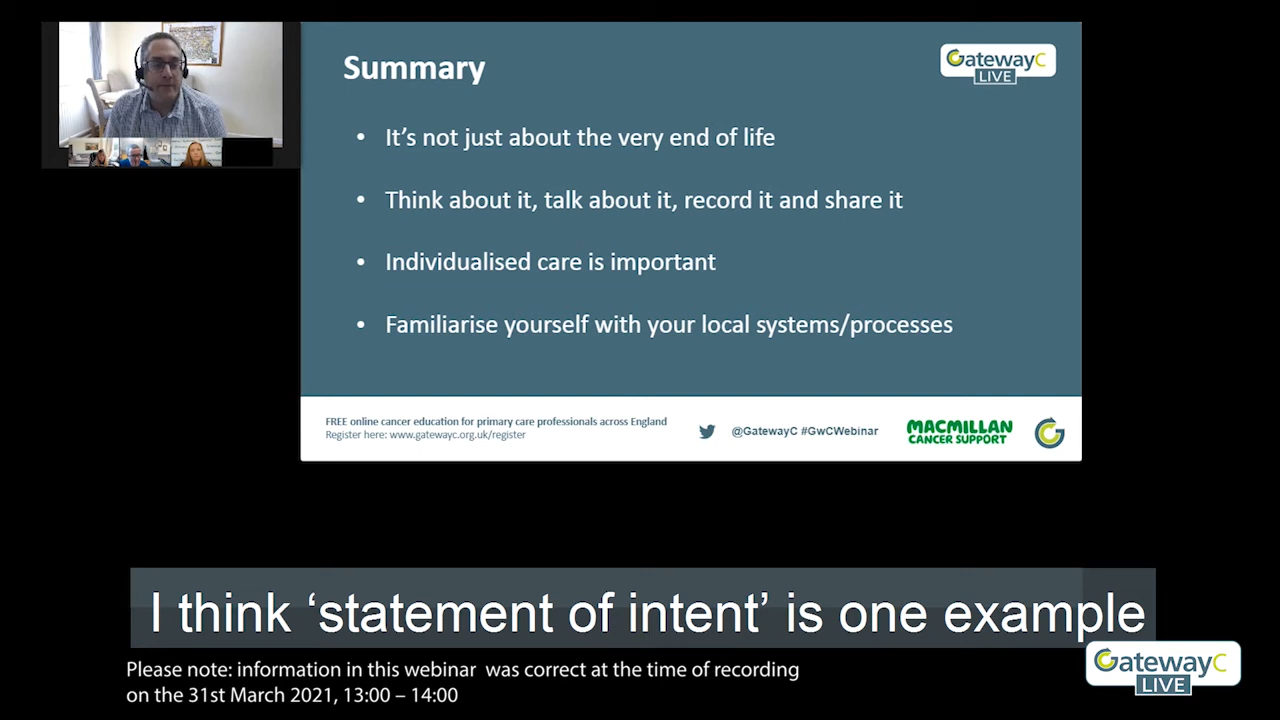 Summary
GatewayC
LIVE
• It's not just about the very end of life
• Think about it, talk about it, record it and share it
• Individualised care is important
• Familiarise yourself with your local systems/processes
FREE online cancer education for primary care professionals across England
Register here: www.gatewayc.org.uk/register
@GatewayC #GwCWebinar
MACMILLAN
CANCER SUPPORT
I think ‘statement of intent’ is one example
Please note: information in this webinar was correct at the time of recording
on the 31st March 2021, 13:00 – 14:00
GatewayC
LIVE